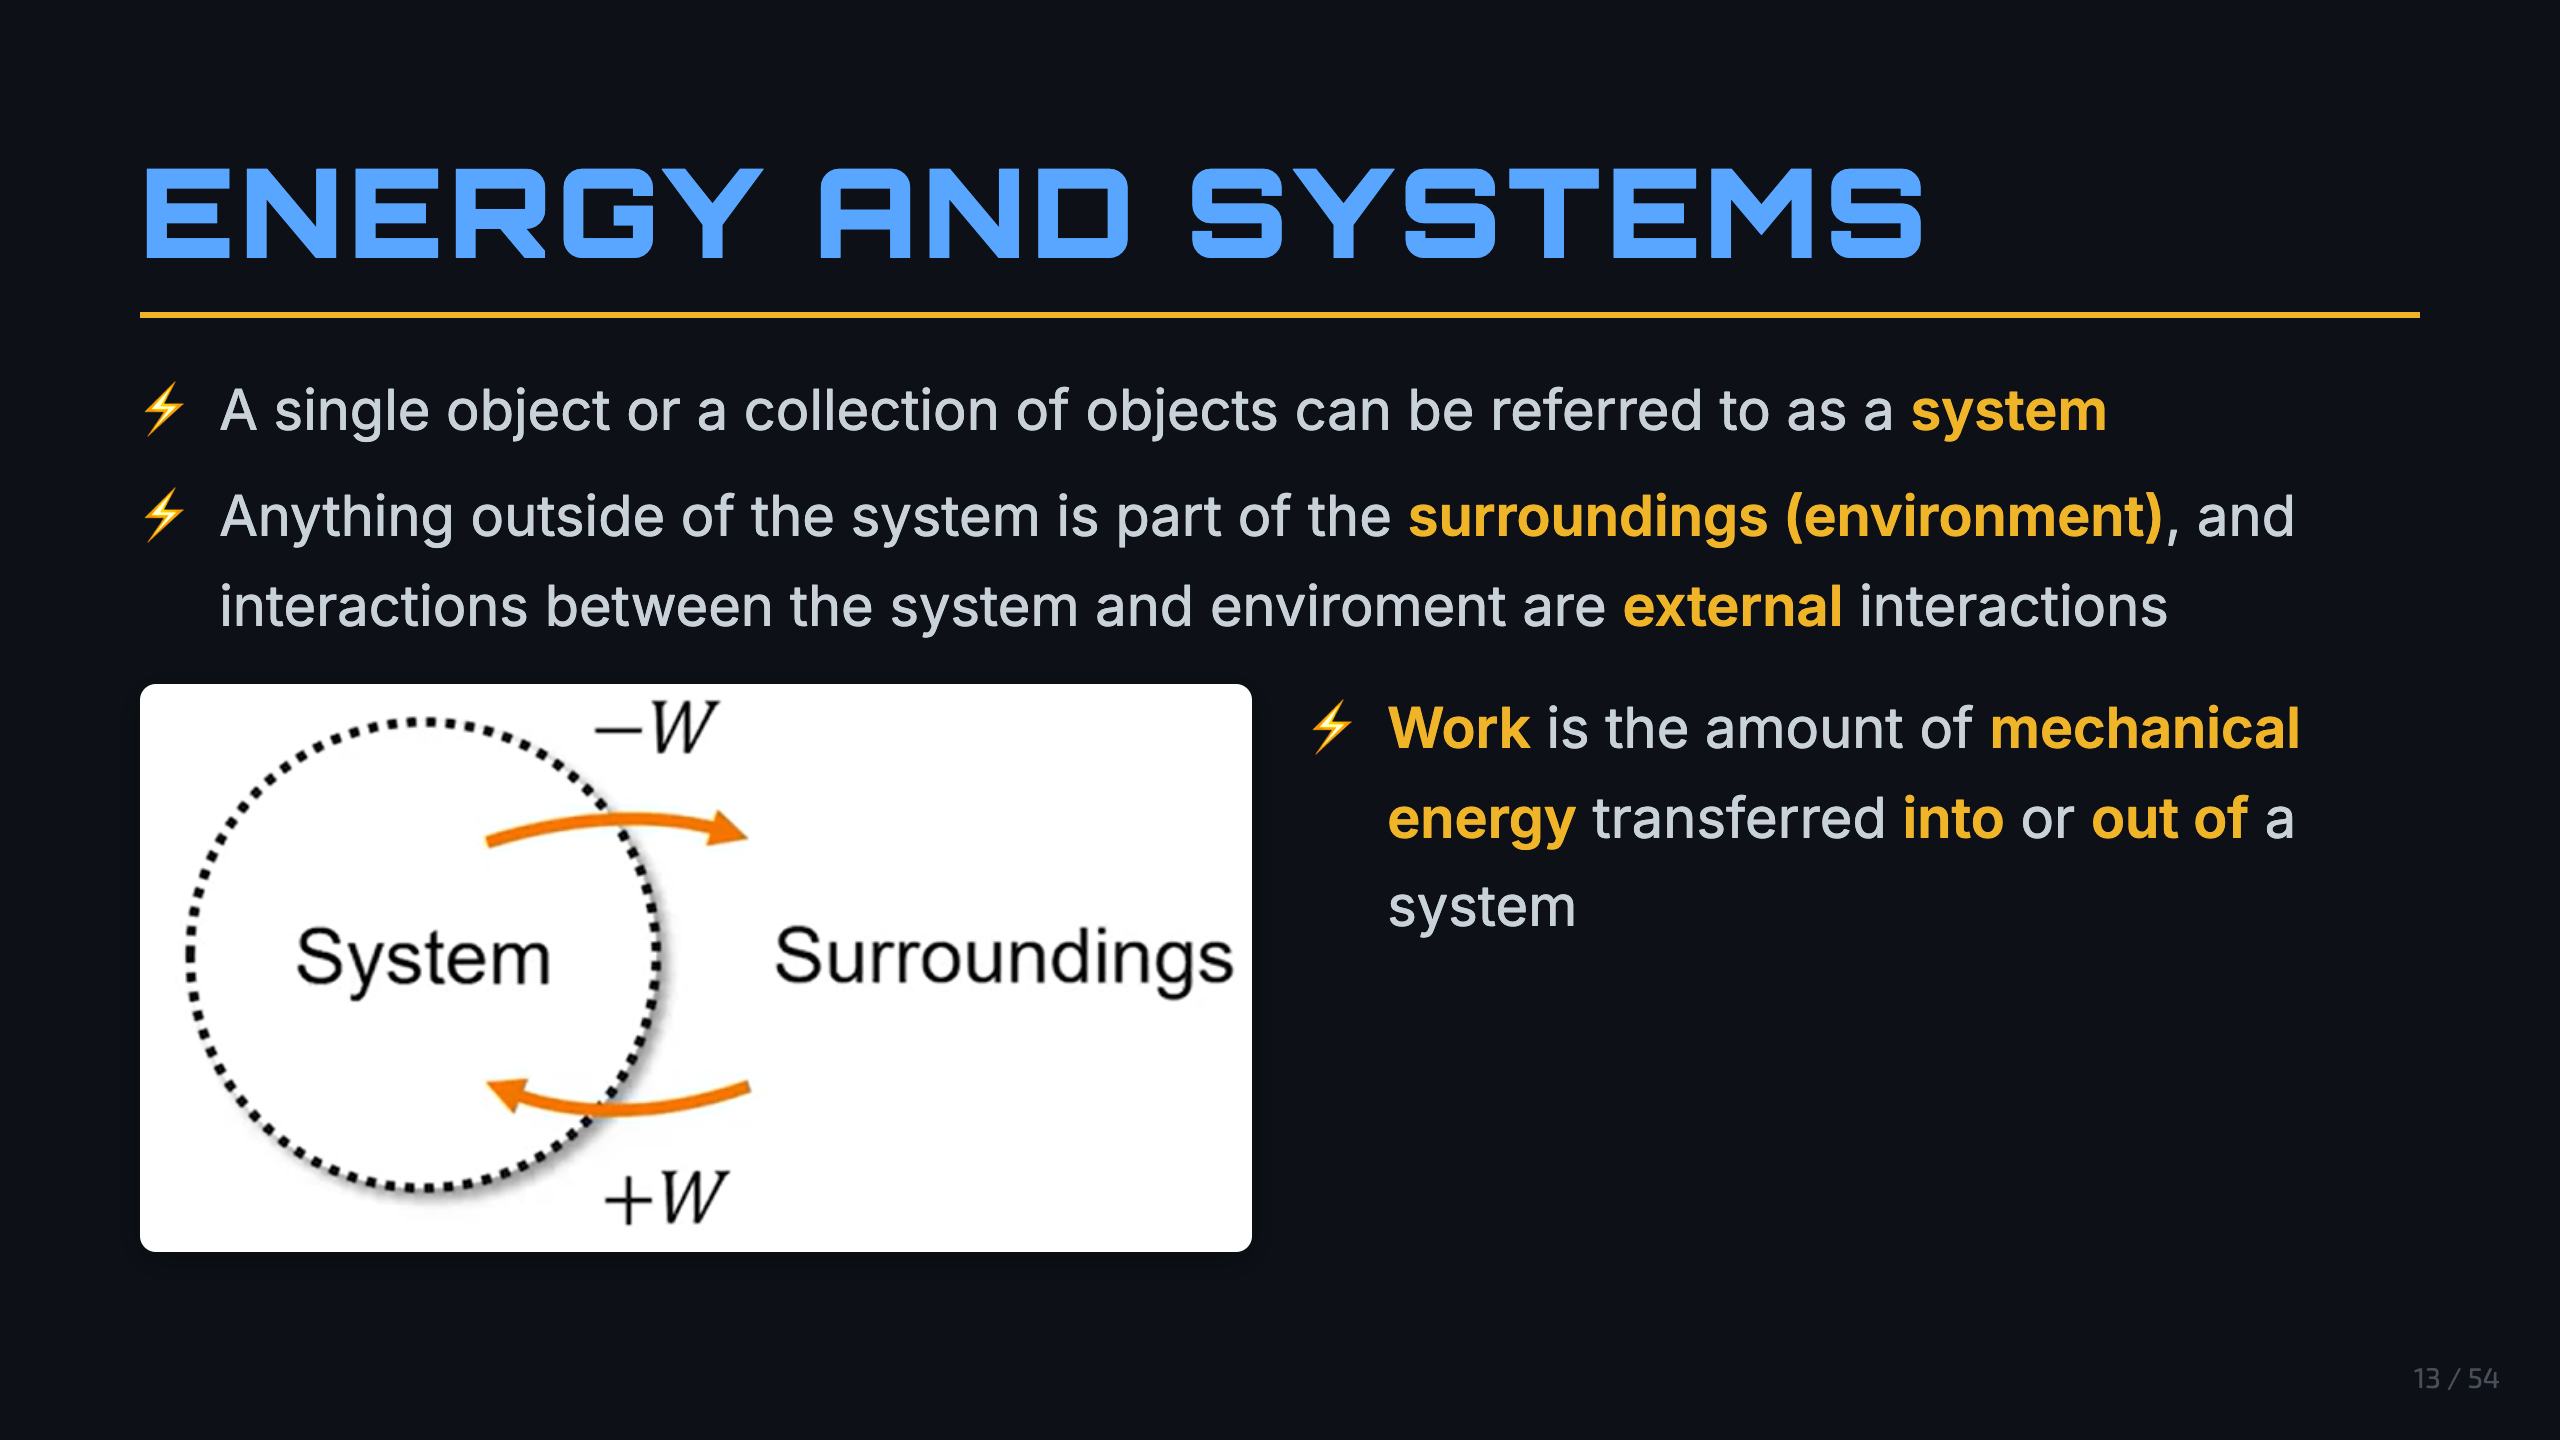 ENERGY AND SYSTEMS
⚡ A single object or a collection of objects can be referred to as a system
⚡ Anything outside of the system is part of the surroundings (environment), and
interactions between the system and enviroment are external interactions
−W
System
Surroundings
+W
⚡ Work is the amount of mechanical
energy transferred into or out of a
system
13 / 54